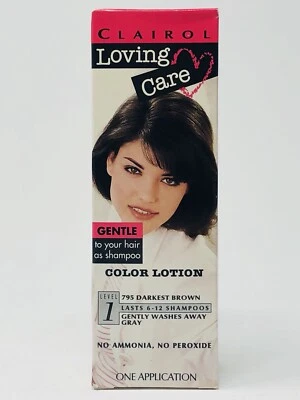 CLAIROL
Loving
Care
GENTLE
to your hair
as shampoo
COLOR LOTION
LEVEL
1
795 DARKEST BROWN
LASTS 6-12 SHAMPOOS
GENTLY WASHES AWAY
GRAY
NO AMMONIA, NO PEROXIDE
ONE APPLICATION